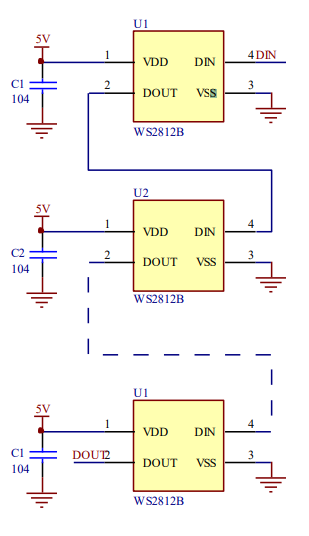 U1
5V
1 VDD DIN 4 DIN
C1
104
2 DOUT VSS 3
WS2812B
U2
5V
1 VDD DIN 4
C2
104
2 DOUT VSS 3
WS2812B
U1
5V
1 VDD DIN 4
C1
104
DOUT 2 DOUT VSS 3
WS2812B